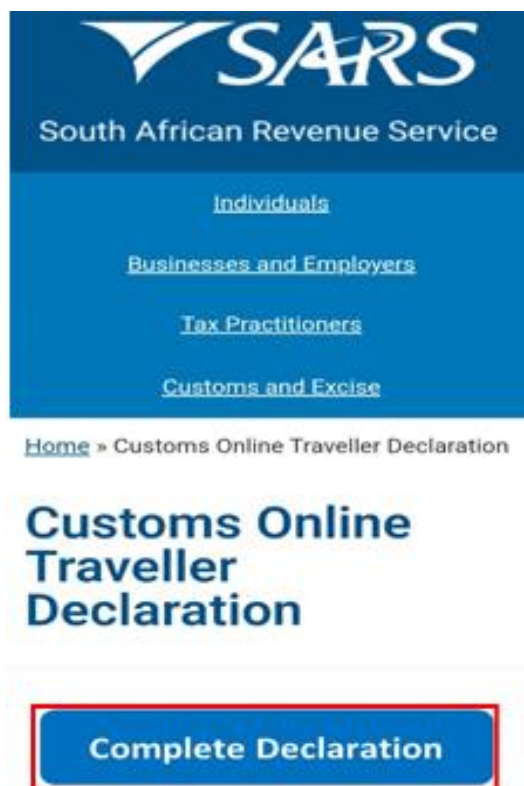 SARS
South African Revenue Service
Individuals
Businesses and Employers
Tax Practitioners
Customs and Excise
Home » Customs Online Traveller Declaration
Customs Online
Traveller
Declaration
Complete Declaration